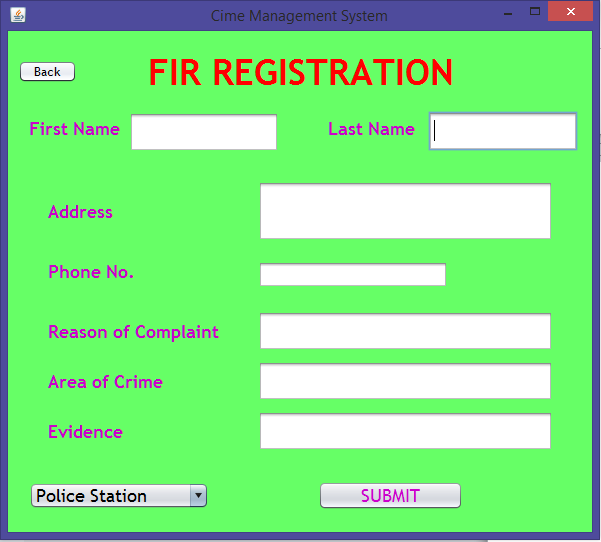 Cime Management System
Back
FIR REGISTRATION
First Name
Last Name
Address
Phone No.
Reason of Complaint
Area of Crime
Evidence
Police Station
SUBMIT